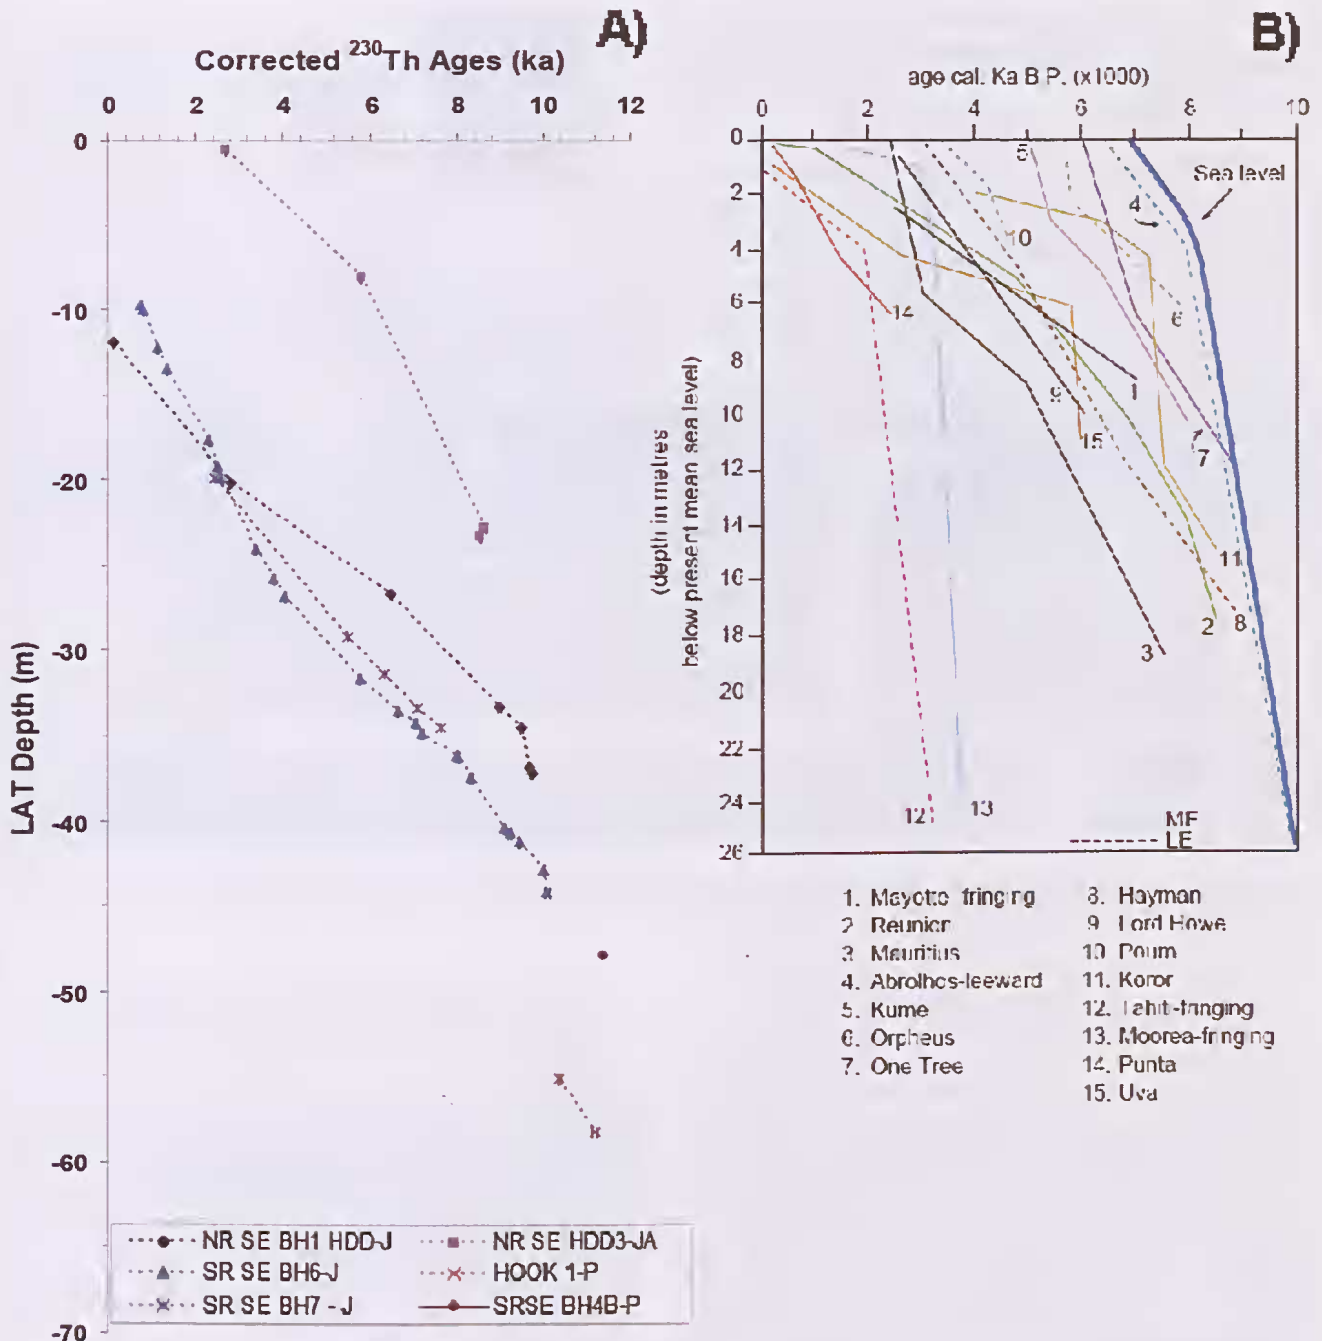 A)
Corrected 230Th Ages (ka)
0 2 4 6 8 10 12
0
-10
-20
-30
-40
-50
-60
-70
LAT Depth (m)
NR SE BH1 HDD-J
NR SE HDD3-JA
SR SE BH6-J
HOOK 1-P
SR SE BH7 - J
SRSE BH4B-P
B)
age cal. Ka B.P. (x1000)
0 2 4 6 8 10
0
2
4
6
8
10
12
14
16
18
20
22
24
26
(depth in metres
below present mean sea level)
Sea level
5
4
10
6
14
1
9
15
7
11
2
8
3
12
13
MF
LE
1. Mayotte fringing
2 Reunion
3 Mauritius
4. Abrolhos-leeward
5. Kume
6. Orpheus
7. One Tree
8. Hayman
9 Lord Howe
10 Poum
11. Koror
12. Tahiti-fringing
13. Moorea-fringing
14. Punta
15. Uva